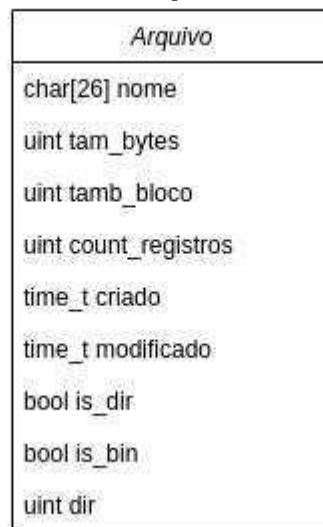 Arquivo
char[26] nome
uint tam_bytes
uint tamb_bloco
uint count_registros
time_t criado
time_t modificado
bool is_dir
bool is_bin
uint dir